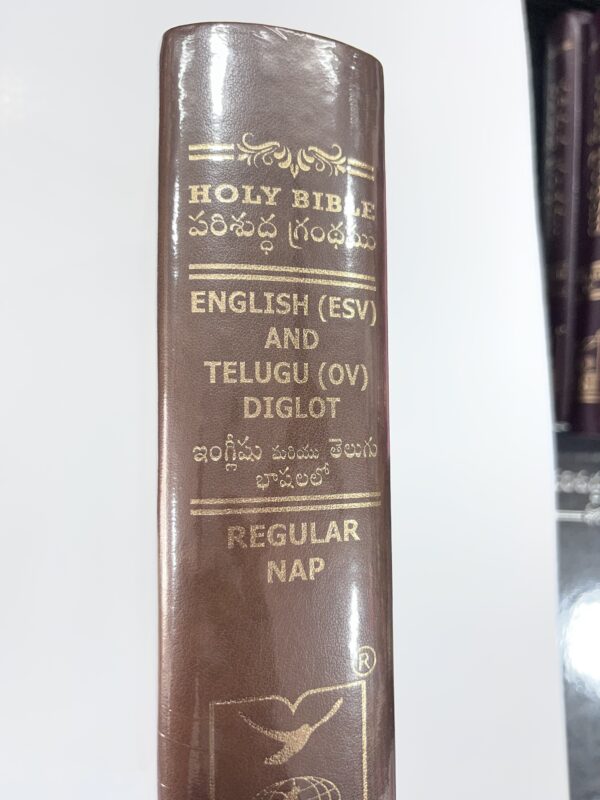 HOLY BIBLE
పరిశుద్ధ గ్రంథము
ENGLISH (ESV)
AND
TELUGU (OV)
DIGLOT
ఇంగ్లీషు మరియు తెలుగు
భాషలలో
REGULAR
NAP
®